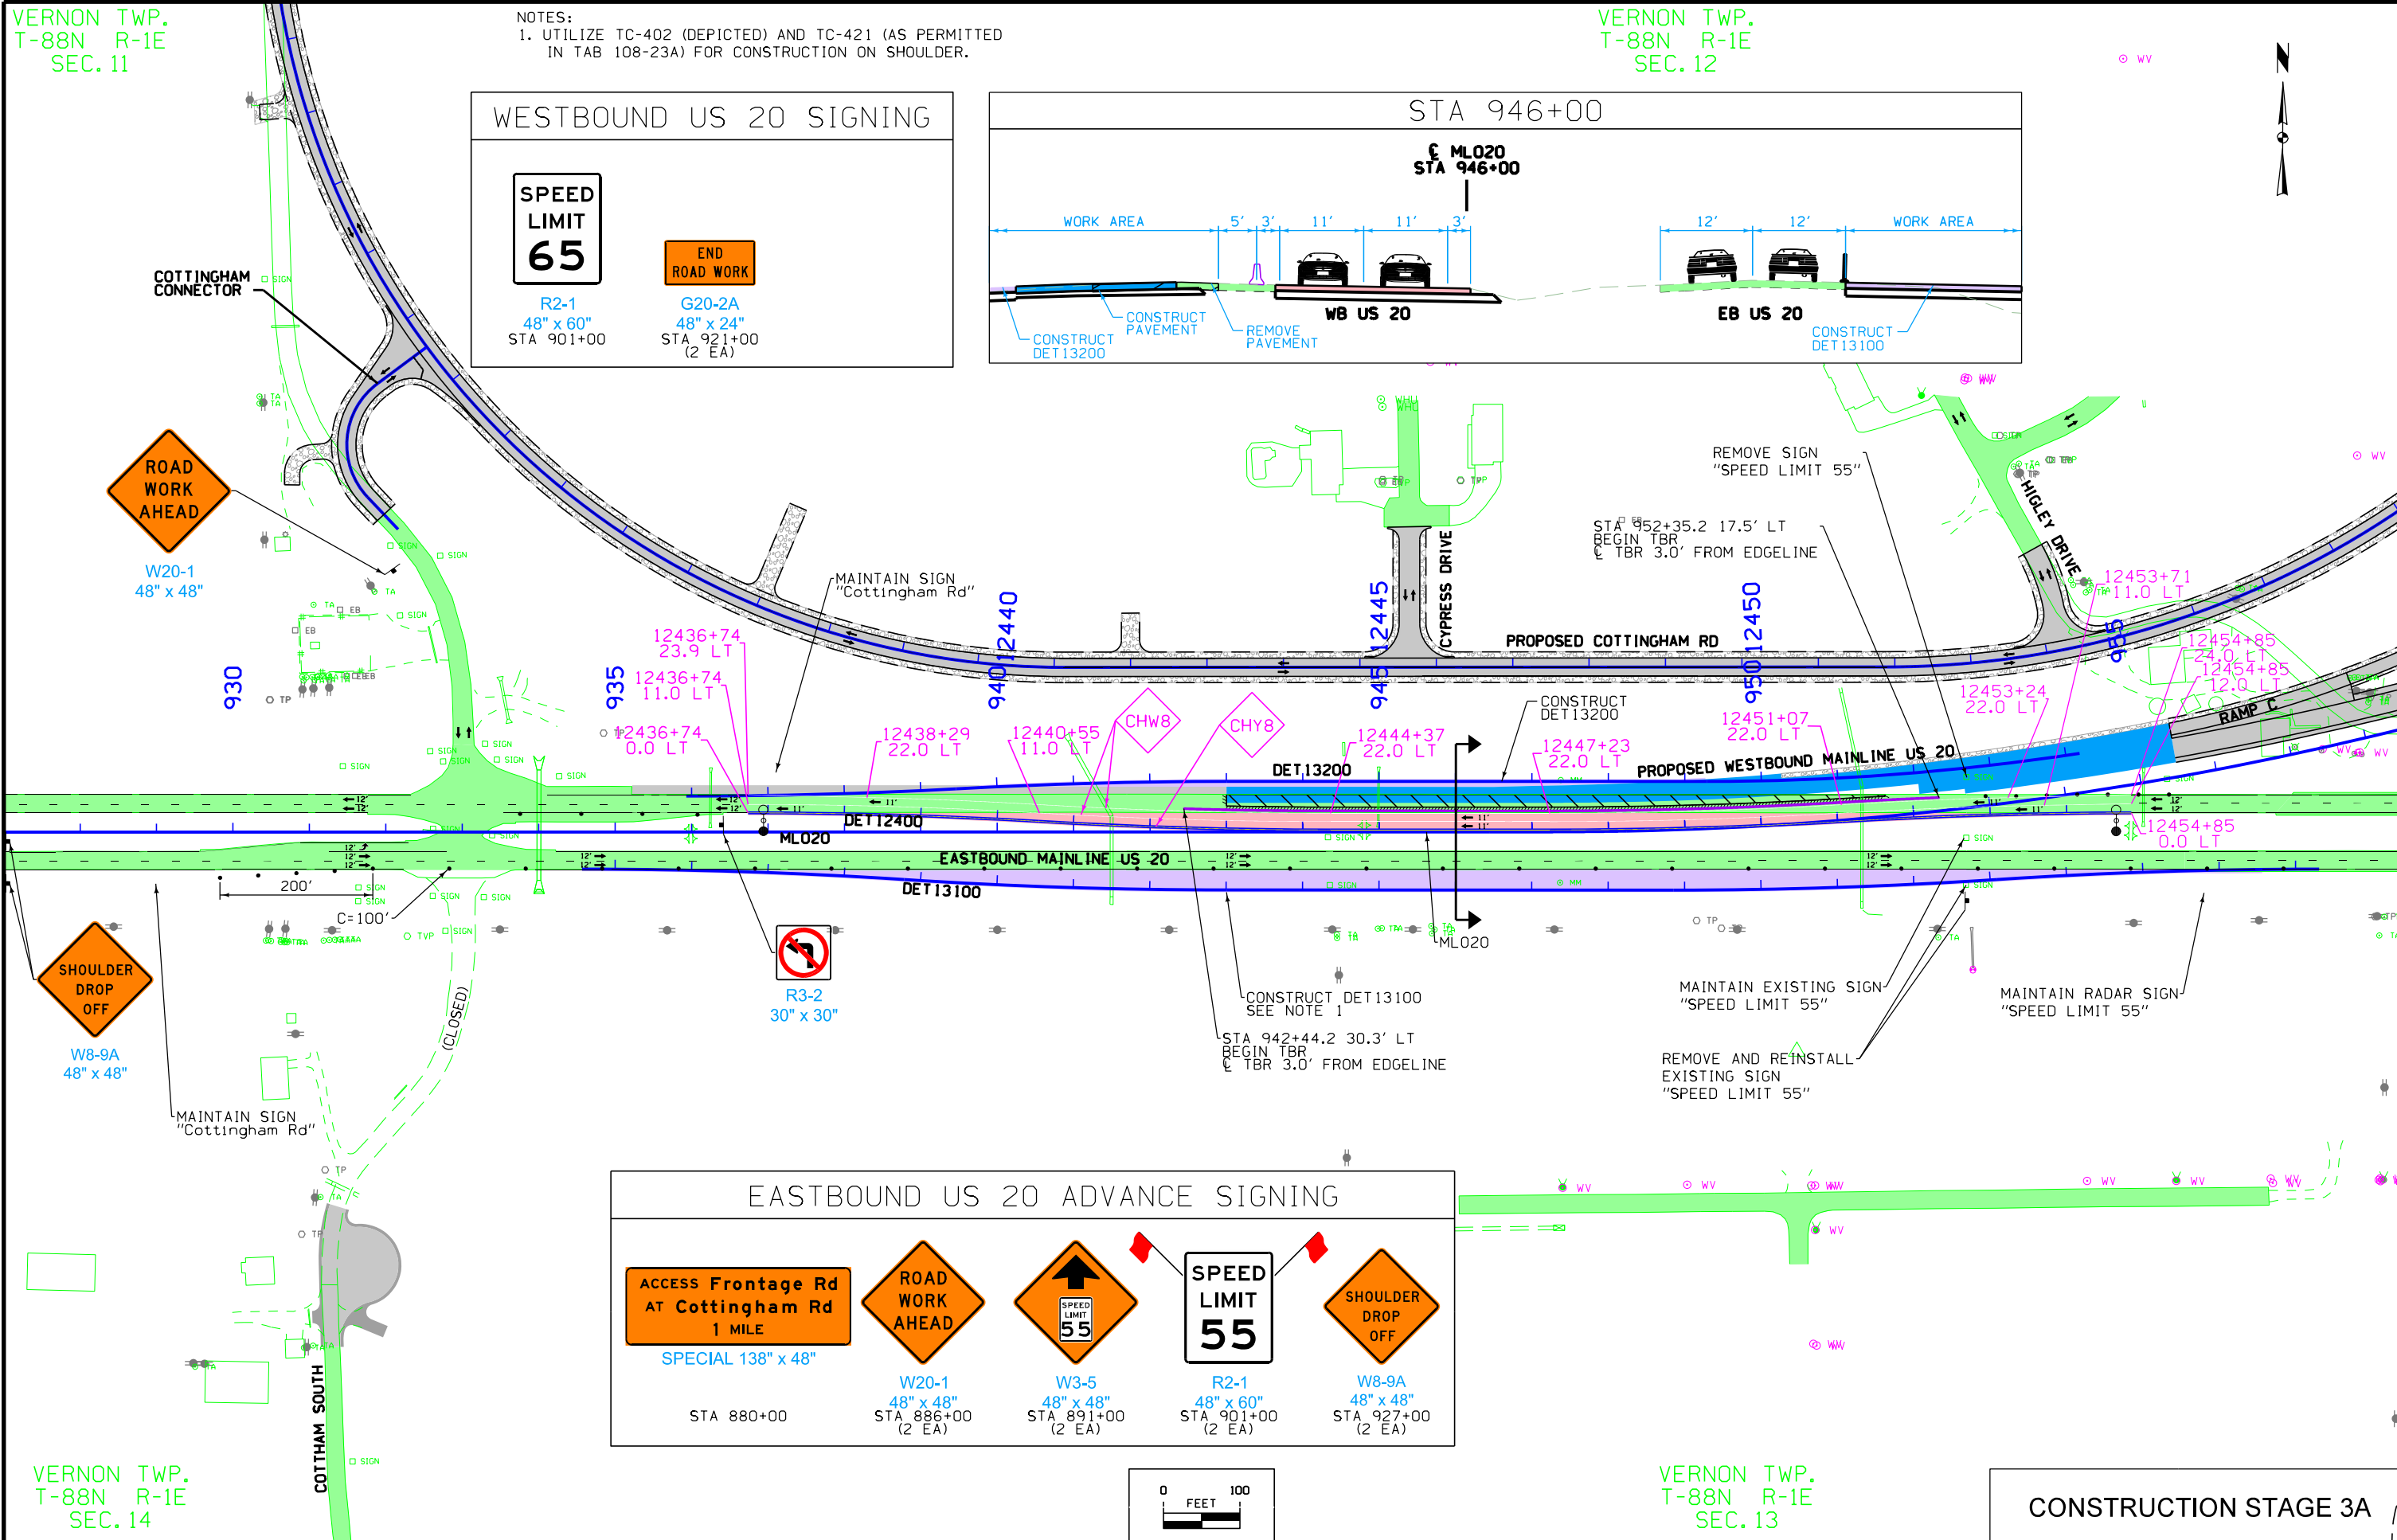 VERNON TWP.
T-88N R-1E
SEC. 11
NOTES:
1. UTILIZE TC-402 (DEPICTED) AND TC-421 (AS PERMITTED
IN TAB 108-23A) FOR CONSTRUCTION ON SHOULDER.
VERNON TWP.
T-88N R-1E
SEC. 12
WV
N
WESTBOUND US 20 SIGNING
SPEED
LIMIT
65
R2-1
48" x 60"
STA 901+00
END
ROAD WORK
G20-2A
48" x 24"
STA 921+00
(2 EA)
STA 946+00
℄ ML020
STA 946+00
WORK AREA
5'
3'
11'
11'
3'
12'
12'
WORK AREA
WB US 20
EB US 20
CONSTRUCT
DET13200
CONSTRUCT
PAVEMENT
REMOVE
PAVEMENT
CONSTRUCT
DET13100
COTTINGHAM
CONNECTOR
SIGN
ROAD
WORK
AHEAD
W20-1
48" x 48"
REMOVE SIGN
"SPEED LIMIT 55"
STA 952+35.2 17.5' LT
BEGIN TBR
℄ TBR 3.0' FROM EDGELINE
HIGLEY DRIVE
CYPRESS DRIVE
MAINTAIN SIGN
"Cottingham Rd"
PROPOSED COTTINGHAM RD
930
935
940
12440
945
12445
950
12450
955
12436+74
23.9 LT
12436+74
11.0 LT
12436+74
0.0 LT
12438+29
22.0 LT
12440+55
11.0 LT
CHW8
CHY8
12444+37
22.0 LT
12447+23
22.0 LT
12451+07
22.0 LT
12453+24
22.0 LT
12453+71
11.0 LT
12454+85
24.0 LT
12454+85
12.0 LT
12454+85
0.0 LT
CONSTRUCT
DET13200
DET13200
PROPOSED WESTBOUND MAINLINE US 20
RAMP C
DET12400
ML020
EASTBOUND MAINLINE US 20
DET13100
200'
C=100'
(CLOSED)
SHOULDER
DROP
OFF
W8-9A
48" x 48"
MAINTAIN SIGN
"Cottingham Rd"
R3-2
30" x 30"
ML020
CONSTRUCT DET13100
SEE NOTE 1
STA 942+44.2 30.3' LT
BEGIN TBR
℄ TBR 3.0' FROM EDGELINE
MAINTAIN EXISTING SIGN
"SPEED LIMIT 55"
MAINTAIN RADAR SIGN
"SPEED LIMIT 55"
REMOVE AND REINSTALL
EXISTING SIGN
"SPEED LIMIT 55"
EASTBOUND US 20 ADVANCE SIGNING
ACCESS Frontage Rd
AT Cottingham Rd
1 MILE
SPECIAL 138" x 48"
STA 880+00
ROAD
WORK
AHEAD
W20-1
48" x 48"
STA 886+00
(2 EA)
SPEED
LIMIT
55
W3-5
48" x 48"
STA 891+00
(2 EA)
SPEED
LIMIT
55
R2-1
48" x 60"
STA 901+00
(2 EA)
SHOULDER
DROP
OFF
W8-9A
48" x 48"
STA 927+00
(2 EA)
COTTHAM SOUTH
VERNON TWP.
T-88N R-1E
SEC. 14
0 100
FEET
VERNON TWP.
T-88N R-1E
SEC. 13
CONSTRUCTION STAGE 3A